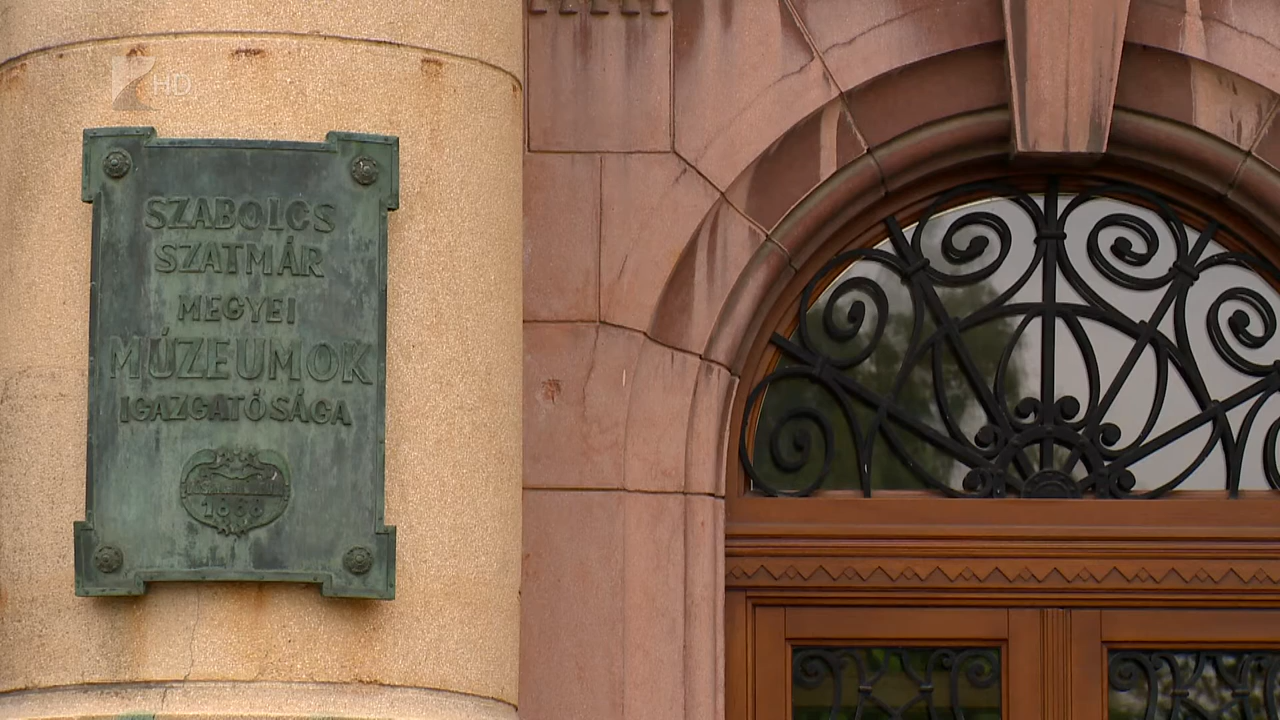 HD
SZABOLCS
SZATMÁR
MEGYEI
MÚZEUMOK
IGAZGATÓSÁGA